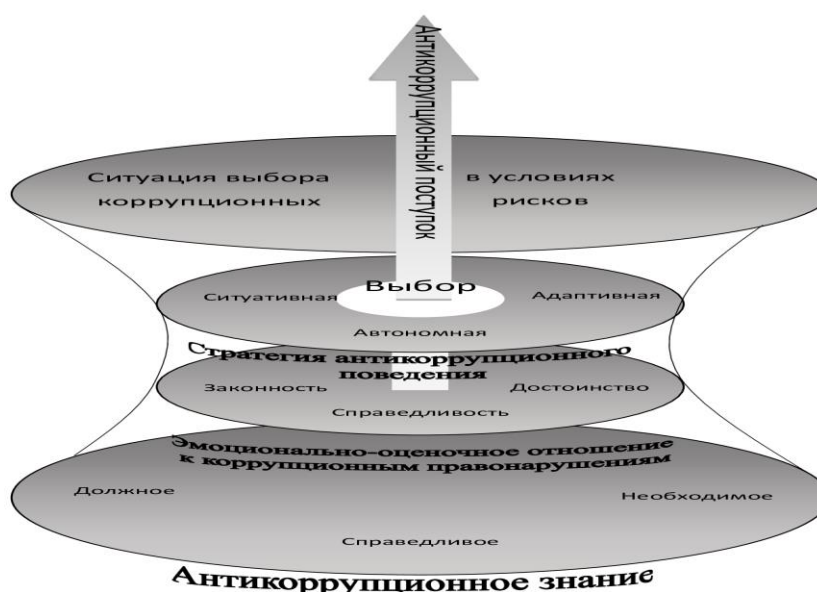 Антикоррупционный поступок
Ситуация выбора в условиях
коррупционных рисков
Выбор
Ситуативная Адаптивная
Автономная
Стратегия антикоррупционного
поведения
Законность Достоинство
Справедливость
Эмоционально-оценочное отношение
к коррупционным правонарушениям
Должное Необходимое
Справедливое
Антикоррупционное знание